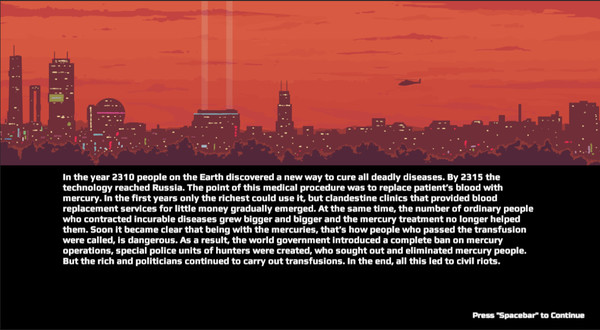 In the year 2310 people on the Earth discovered a new way to cure all deadly diseases. By 2315 the
technology reached Russia. The point of this medical procedure was to replace patient's blood with
mercury. In the first years only the richest could use it, but clandestine clinics that provided blood
replacement services for little money gradually emerged. At the same time, the number of ordinary people
who contracted incurable diseases grew bigger and bigger and the mercury treatment no longer helped
them. Soon it became clear that being with the mercuries, that's how people who passed the transfusion
were called, is dangerous. As a result, the world government introduced a complete ban on mercury
operations, special police units of hunters were created, who sought out and eliminated mercury people.
But the rich and politicians continued to carry out transfusions. In the end, all this led to civil riots.
Press "Spacebar" to Continue